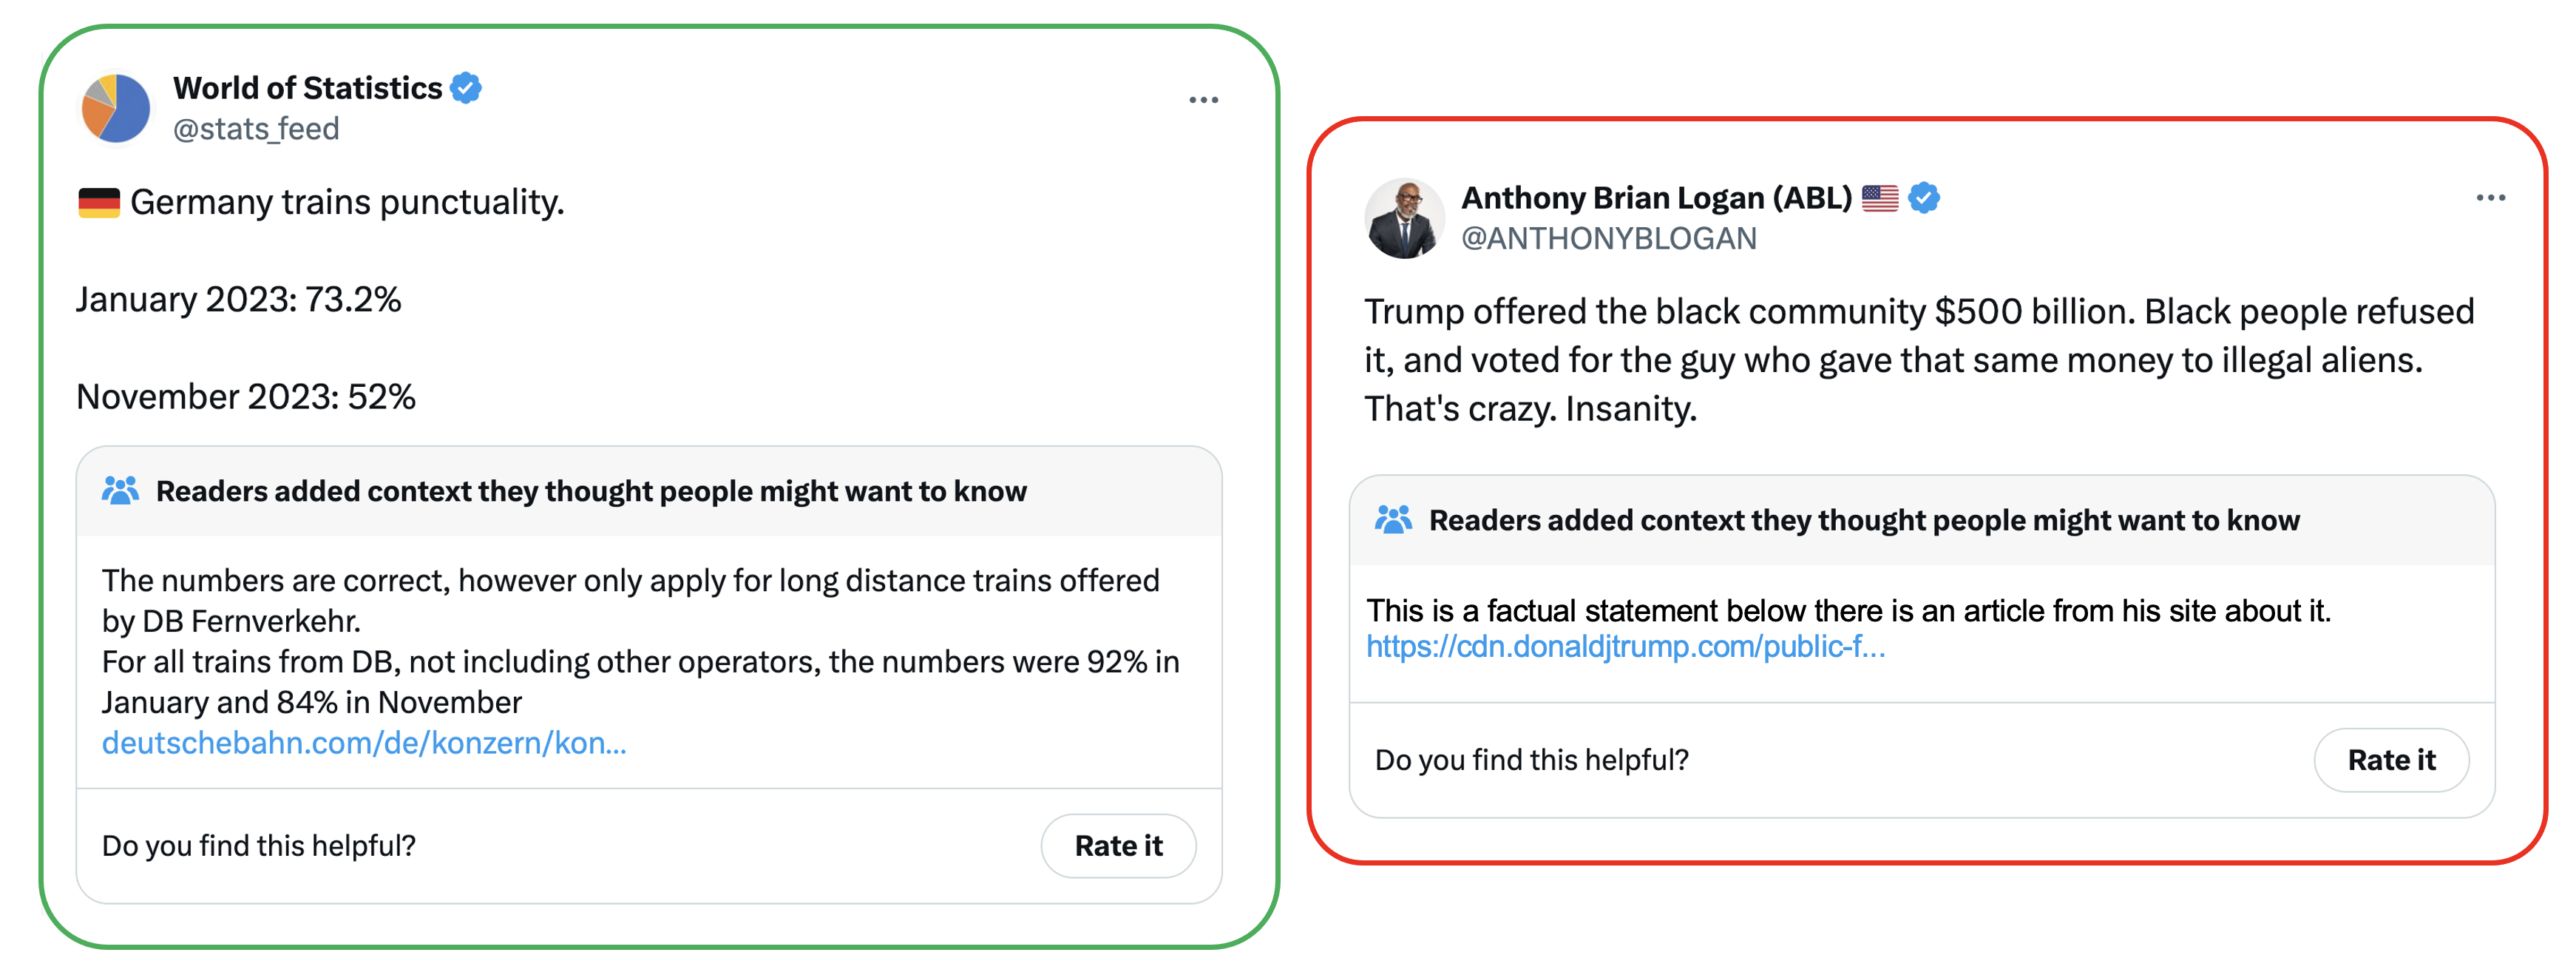 World of Statistics
@stats_feed
Germany trains punctuality.
January 2023: 73.2%
November 2023: 52%
Readers added context they thought people might want to know
The numbers are correct, however only apply for long distance trains offered
by DB Fernverkehr.
For all trains from DB, not including other operators, the numbers were 92% in
January and 84% in November
deutschebahn.com/de/konzern/kon...
Do you find this helpful?
Rate it
Anthony Brian Logan (ABL)
@ANTHONYBLOGAN
Trump offered the black community $500 billion. Black people refused
it, and voted for the guy who gave that same money to illegal aliens.
That's crazy. Insanity.
Readers added context they thought people might want to know
This is a factual statement below there is an article from his site about it.
https://cdn.donaldjtrump.com/public-f...
Do you find this helpful?
Rate it